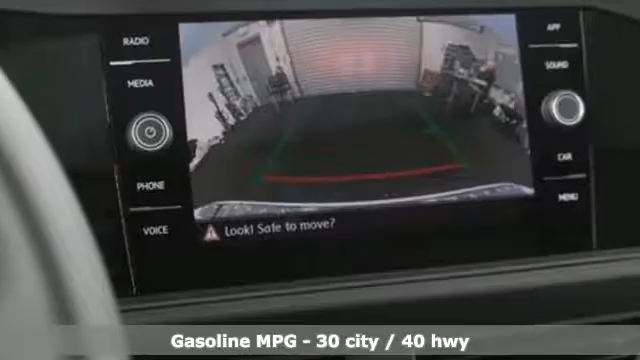 RADIO
MEDIA
PHONE
VOICE
APP
SOUND
CAR
MENU
Look! Safe to move?
Gasoline MPG - 30 city / 40 hwy